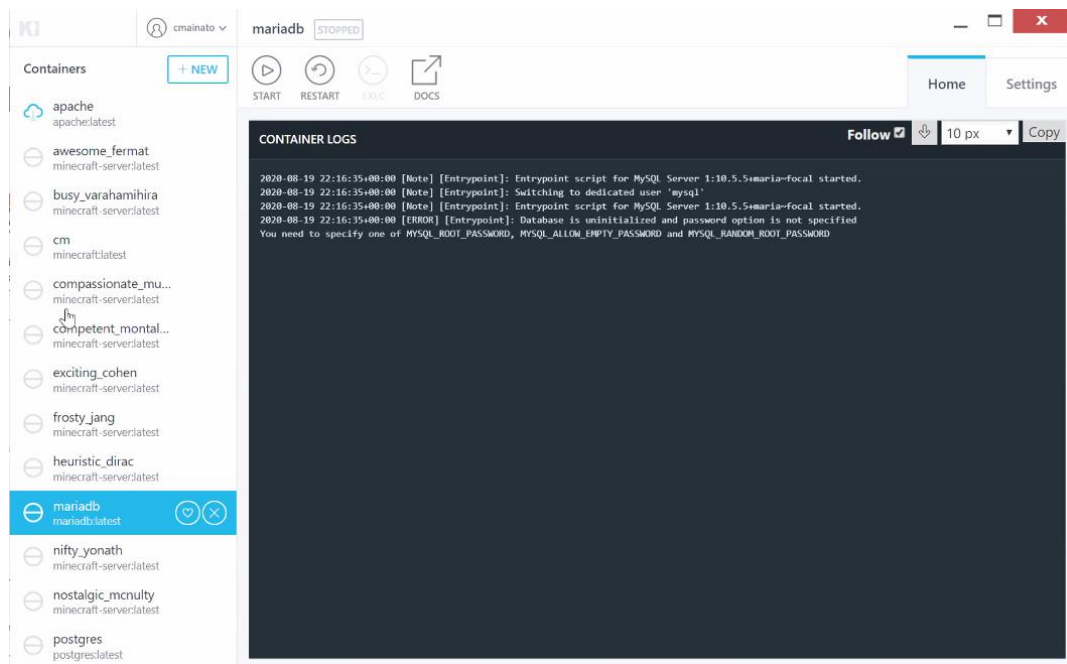 cmainato
mariadb STOPPED
Containers
+ NEW
START RESTART EXEC DOCS
Home Settings
apache
apache:latest
awesome_fermat
minecraft-server:latest
busy_varahamihira
minecraft-server:latest
cm
minecraft:latest
compassionate_mu...
minecraft-server:latest
competent_montal...
minecraft-server:latest
exciting_cohen
minecraft-server:latest
frosty_jang
minecraft-server:latest
heuristic_dirac
minecraft-server:latest
mariadb
mariadb:latest
nifty_yonath
minecraft-server:latest
nostalgic_mcnulty
minecraft-server:latest
postgres
postgres:latest
CONTAINER LOGS
Follow 10 px Copy
2020-08-19 22:16:35+00:00 [Note] [Entrypoint]: Entrypoint script for MySQL Server 1:10.5.5+maria~focal started.
2020-08-19 22:16:35+00:00 [Note] [Entrypoint]: Switching to dedicated user 'mysql'
2020-08-19 22:16:35+00:00 [Note] [Entrypoint]: Entrypoint script for MySQL Server 1:10.5.5+maria~focal started.
2020-08-19 22:16:35+00:00 [ERROR] [Entrypoint]: Database is uninitialized and password option is not specified
You need to specify one of MYSQL_ROOT_PASSWORD, MYSQL_ALLOW_EMPTY_PASSWORD and MYSQL_RANDOM_ROOT_PASSWORD